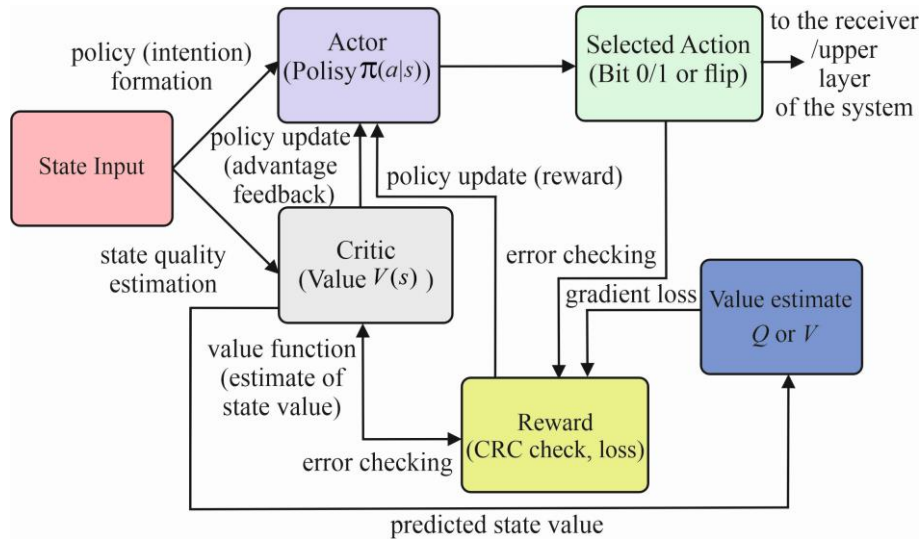 policy (intention)
formation
Actor
(Polisy π(a|s))
Selected Action
(Bit 0/1 or flip)
to the receiver
/upper
layer
of the system
State Input
policy update
(advantage
feedback)
policy update (reward)
state quality
estimation
Critic
(Value V(s) )
error checking
gradient loss
Value estimate
Q or V
value function
(estimate of
state value)
error checking
Reward
(CRC check, loss)
predicted state value